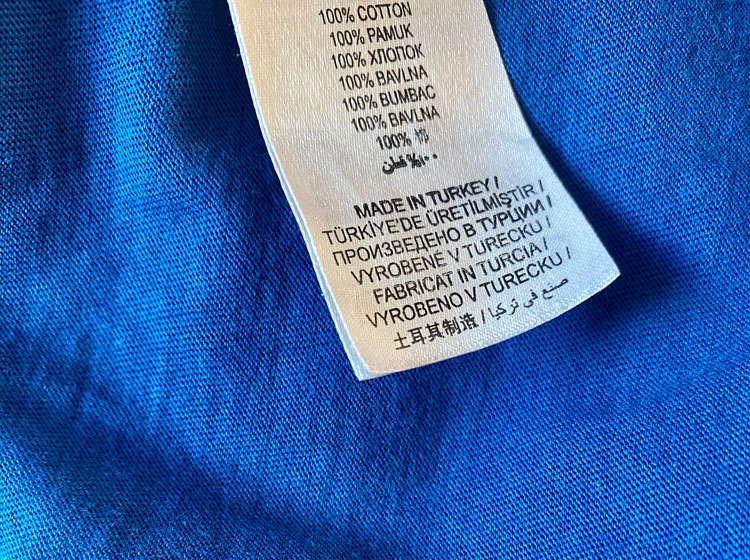 100% COTTON
100% PAMUK
100% ХЛОПОК
100% BAVLNA
100% BUMBAC
100% BAVLNA
100% 棉
١٠٠% قطن
MADE IN TURKEY /
TÜRKİYE'DE ÜRETİLMİŞTİR /
ПРОИЗВЕДЕНО В ТУРЦИИ /
VYROBENÉ V TURECKU /
FABRICAT IN TURCIA /
VYROBENO V TURECKU /
土耳其制造 / صنع في تركيا